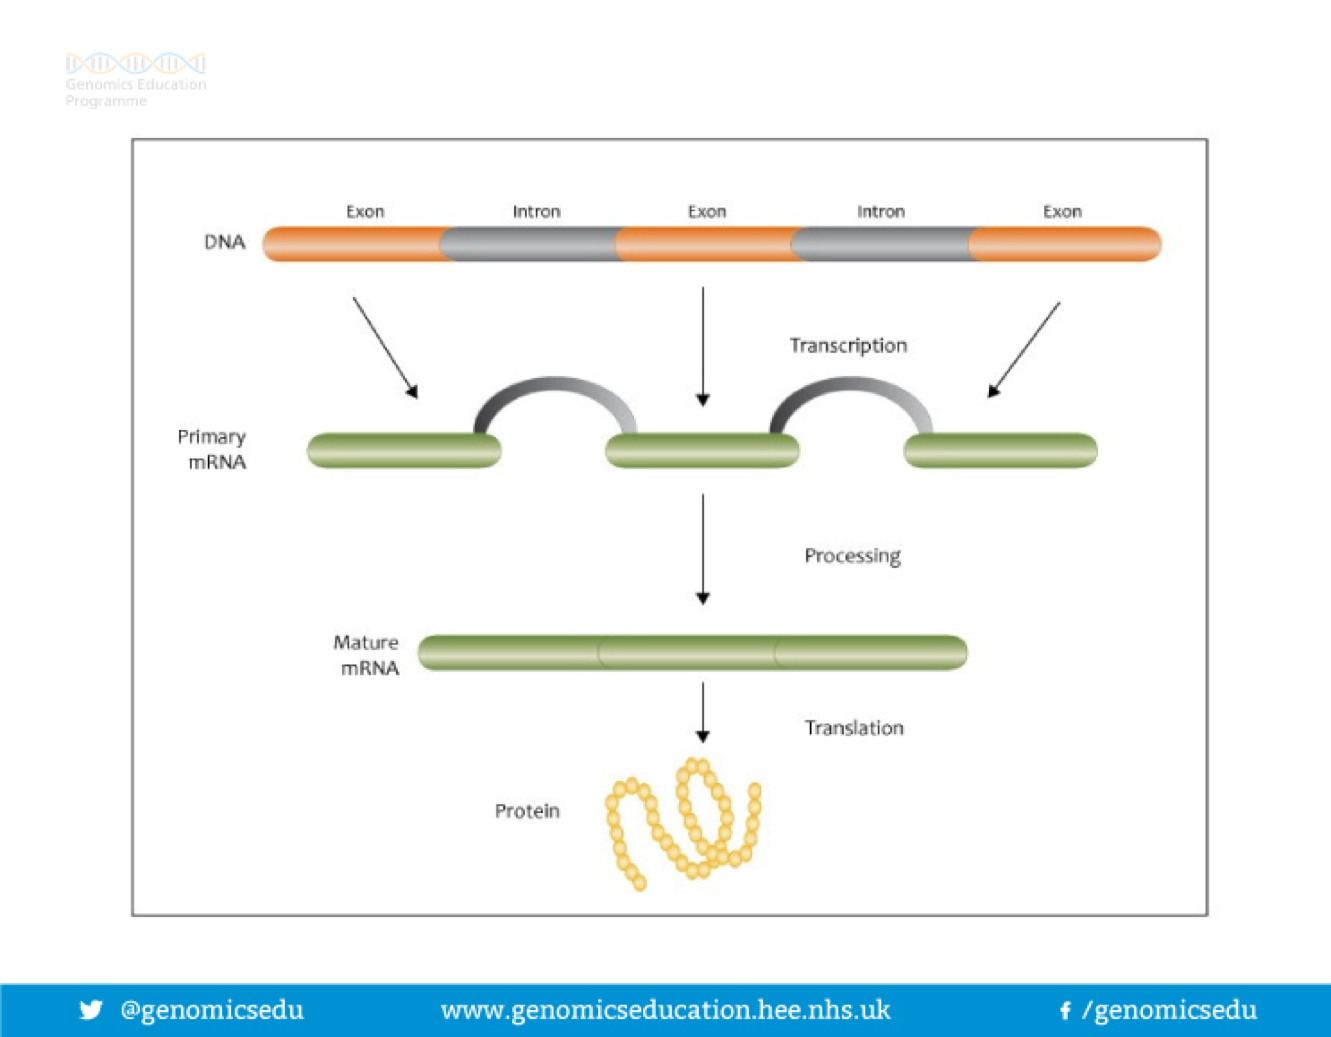 Genomics Education
Programme
Exon Intron Exon Intron Exon
DNA
Transcription
Primary
mRNA
Processing
Mature
mRNA
Translation
Protein
@genomicsedu www.genomicseducation.hee.nhs.uk /genomicsedu